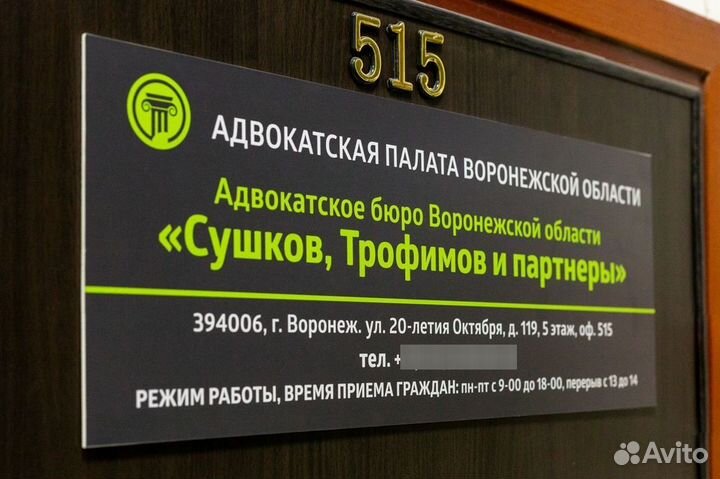 515
АДВОКАТСКАЯ ПАЛАТА ВОРОНЕЖСКОЙ ОБЛАСТИ
Адвокатское бюро Воронежской области
«Сушков, Трофимов и партнеры»
394006, г. Воронеж. ул. 20-летия Октября, д. 119, 5 этаж, оф. 515
тел. +
РЕЖИМ РАБОТЫ, ВРЕМЯ ПРИЕМА ГРАЖДАН: пн-пт с 9-00 до 18-00, перерыв с 13 до 14
Avito